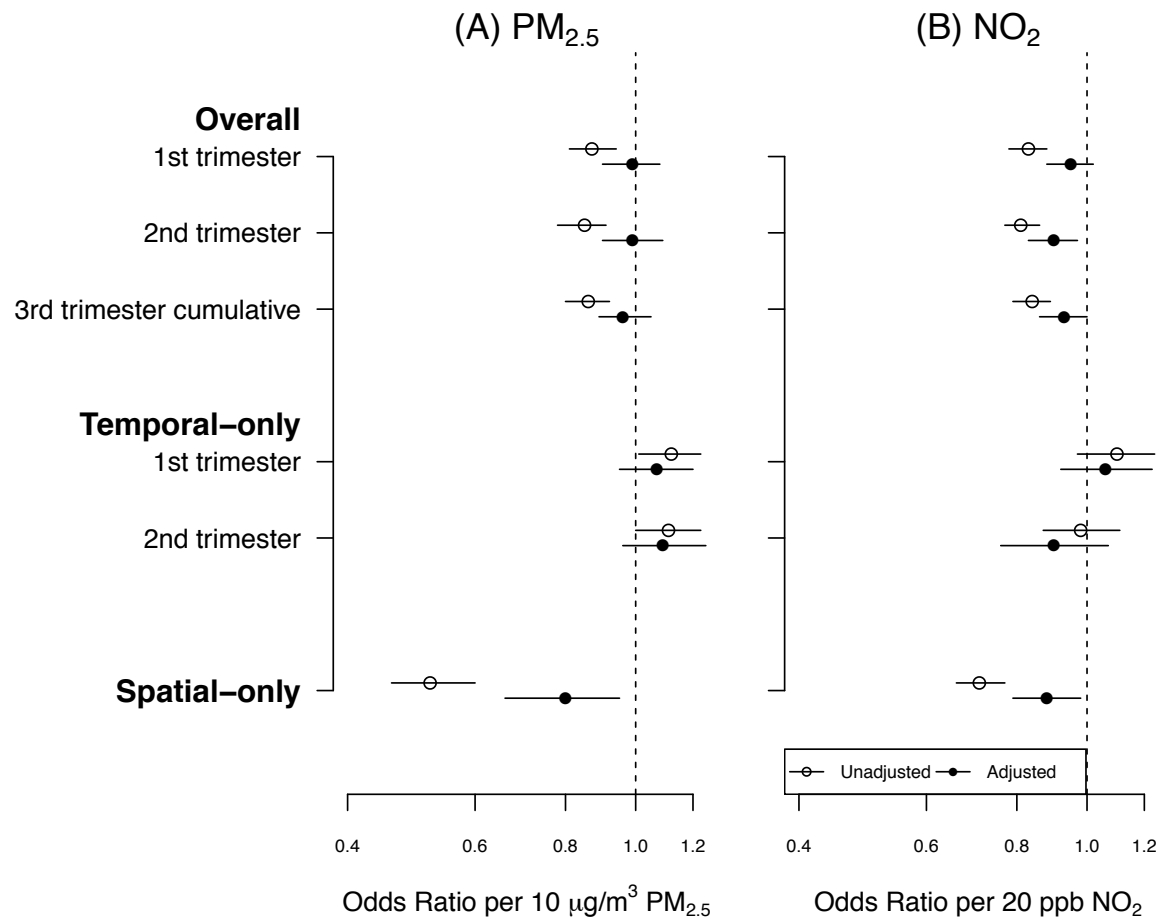 (A) PM2.5
(B) NO2
Overall
1st trimester
2nd trimester
3rd trimester cumulative
Temporal−only
1st trimester
2nd trimester
Spatial−only
Unadjusted
Adjusted
0.4 0.6 0.8 1.0 1.2
0.4 0.6 0.8 1.0 1.2
Odds Ratio per 10 µg/m³ PM2.5
Odds Ratio per 20 ppb NO2